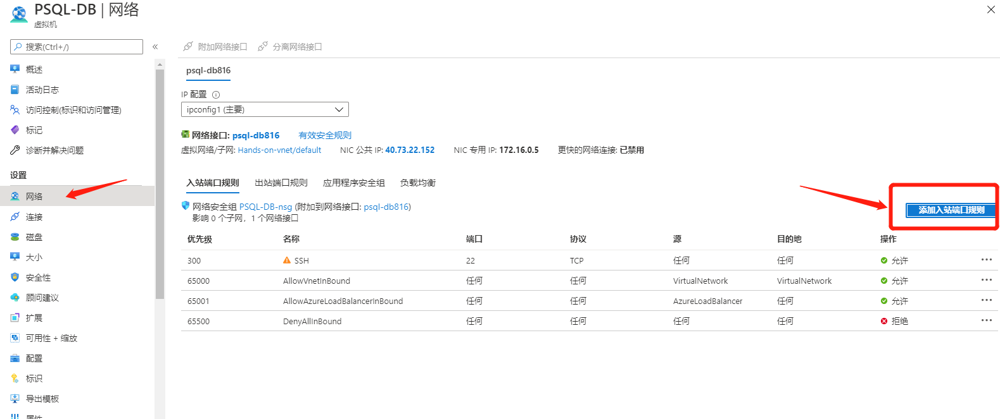 PSQL-DB | 网络
虚拟机
搜索(Ctrl+/)
«
概述
活动日志
访问控制(标识和访问管理)
标记
诊断并解决问题
设置
网络
连接
磁盘
大小
安全性
顾问建议
扩展
可用性 + 缩放
配置
标识
导出模板
属性
附加网络接口 分离网络接口
psql-db816
IP 配置
ipconfig1 (主要)
网络接口: psql-db816 有效安全规则
虚拟网络/子网: Hands-on-vnet/default NIC 公共 IP: 40.73.22.152 NIC 专用 IP: 172.16.0.5 更快的网络连接: 已禁用
入站端口规则 出站端口规则 应用程序安全组 负载均衡
网络安全组 PSQL-DB-nsg (附加到网络接口: psql-db816)
影响 0 个子网，1 个网络接口
添加入站端口规则
优先级 名称 端口 协议 源 目的地 操作
300 SSH 22 TCP 任何 任何 允许 ···
65000 AllowVnetInBound 任何 任何 VirtualNetwork VirtualNetwork 允许 ···
65001 AllowAzureLoadBalancerInBound 任何 任何 AzureLoadBalancer 任何 允许 ···
65500 DenyAllInBound 任何 任何 任何 任何 拒绝 ···